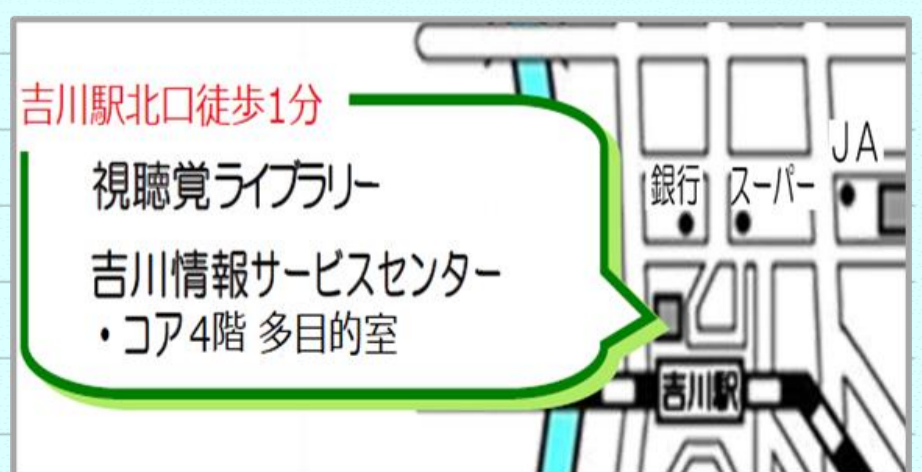 吉川駅北口徒歩1分
視聴覚ライブラリー
吉川情報サービスセンター
・コア4階 多目的室
銀行
スーパー
JA
吉川駅